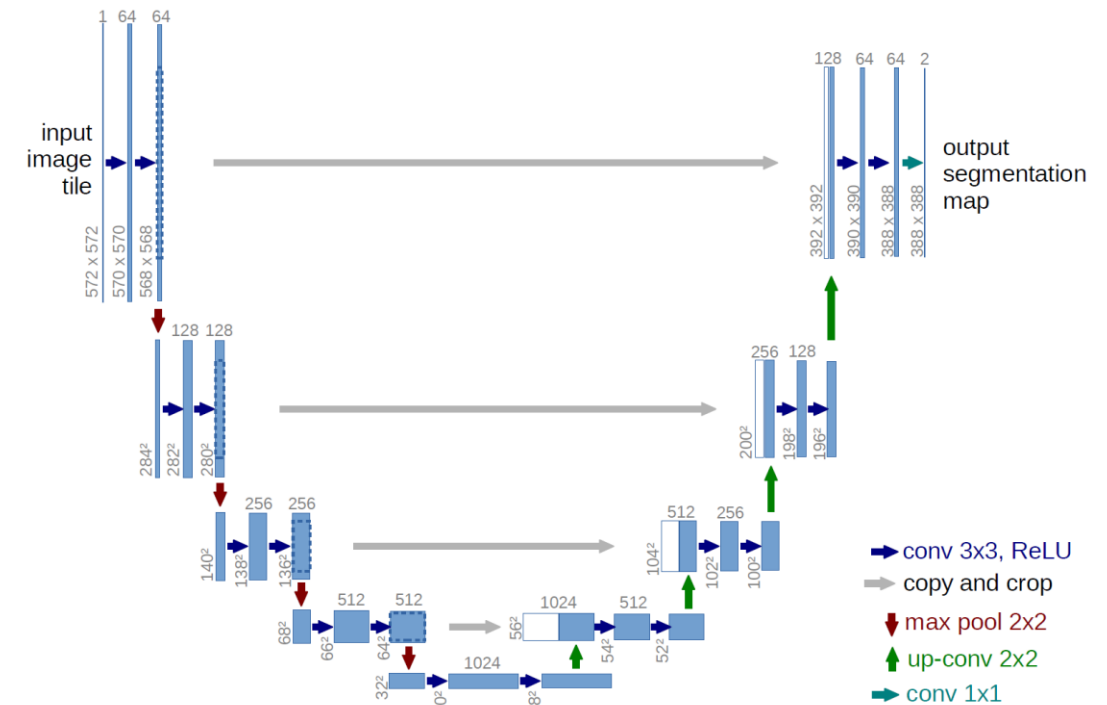 1 64 64
input
image
tile
572 x 572
570 x 570
568 x 568
128 64 64 2
output
segmentation
map
392 x 392
390 x 390
388 x 388
388 x 388
128 128
284²
282²
280²
256 128
200²
198²
196²
256 256
140²
138²
136²
512 256
104²
102²
100²
512 512
68²
66²
64²
1024 512
56²
54²
52²
1024
32²
0²
8²
conv 3x3, ReLU
copy and crop
max pool 2x2
up-conv 2x2
conv 1x1